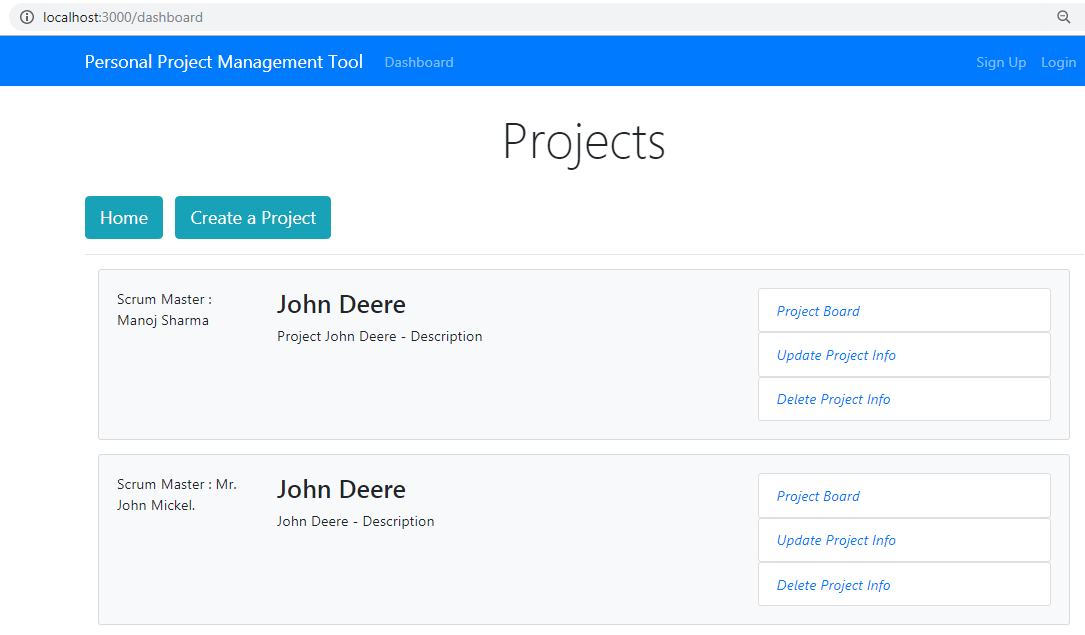 localhost:3000/dashboard
Personal Project Management Tool Dashboard Sign Up Login
Projects
Home Create a Project
Scrum Master :
Manoj Sharma
John Deere
Project John Deere - Description
Project Board
Update Project Info
Delete Project Info
Scrum Master : Mr.
John Mickel.
John Deere
John Deere - Description
Project Board
Update Project Info
Delete Project Info